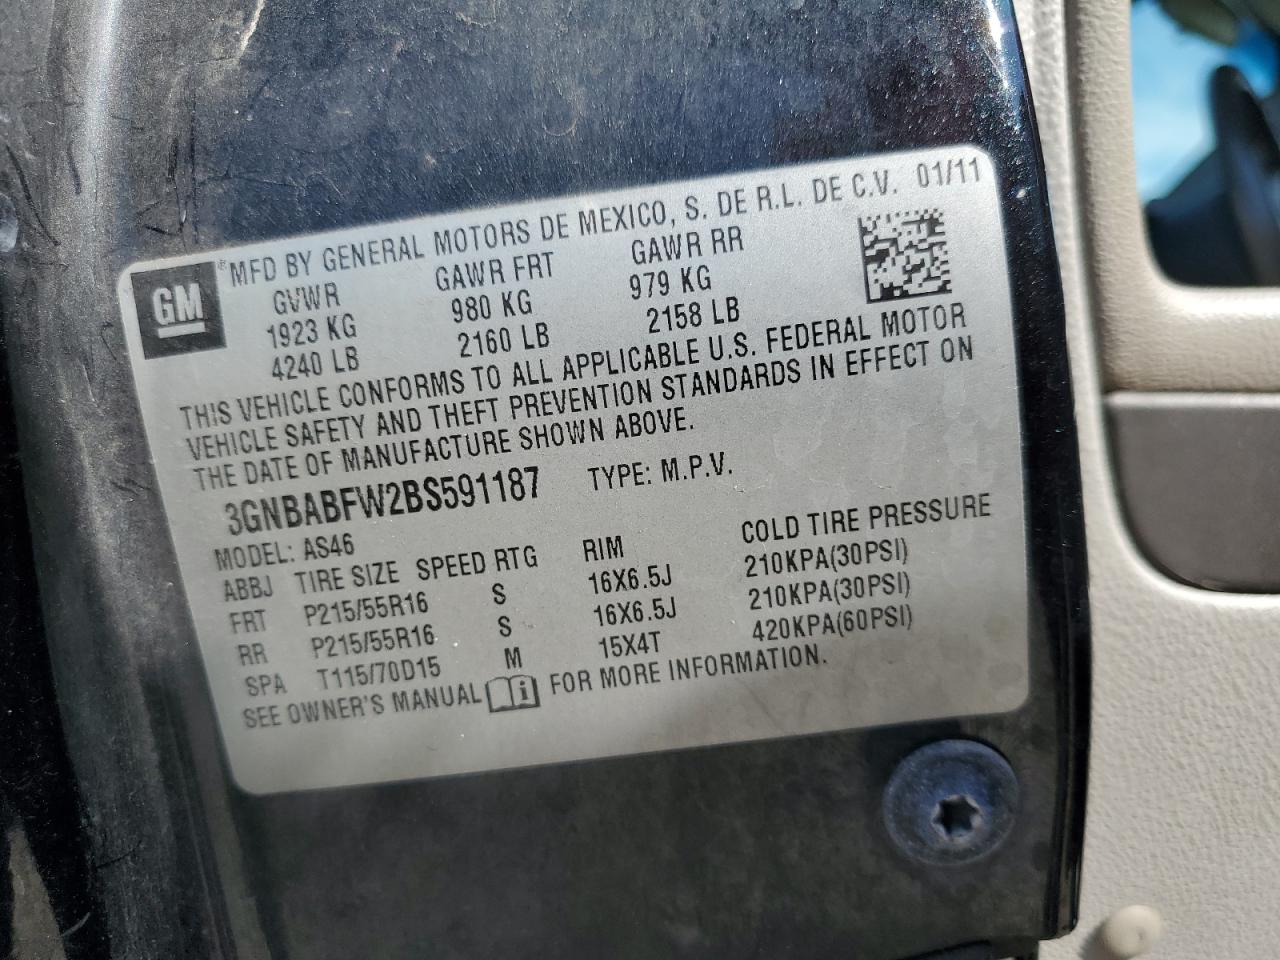 GM
® MFD BY GENERAL MOTORS DE MEXICO, S. DE R.L. DE C.V. 01/11
GVWR GAWR FRT GAWR RR
1923 KG 980 KG 979 KG
4240 LB 2160 LB 2158 LB
THIS VEHICLE CONFORMS TO ALL APPLICABLE U.S. FEDERAL MOTOR
VEHICLE SAFETY AND THEFT PREVENTION STANDARDS IN EFFECT ON
THE DATE OF MANUFACTURE SHOWN ABOVE.
3GNBABFW2BS591187 TYPE: M.P.V.
MODEL: AS46
ABBJ TIRE SIZE SPEED RTG RIM COLD TIRE PRESSURE
FRT P215/55R16 S 16X6.5J 210KPA(30PSI)
RR P215/55R16 S 16X6.5J 210KPA(30PSI)
SPA T115/70D15 M 15X4T 420KPA(60PSI)
SEE OWNER'S MANUAL i FOR MORE INFORMATION.